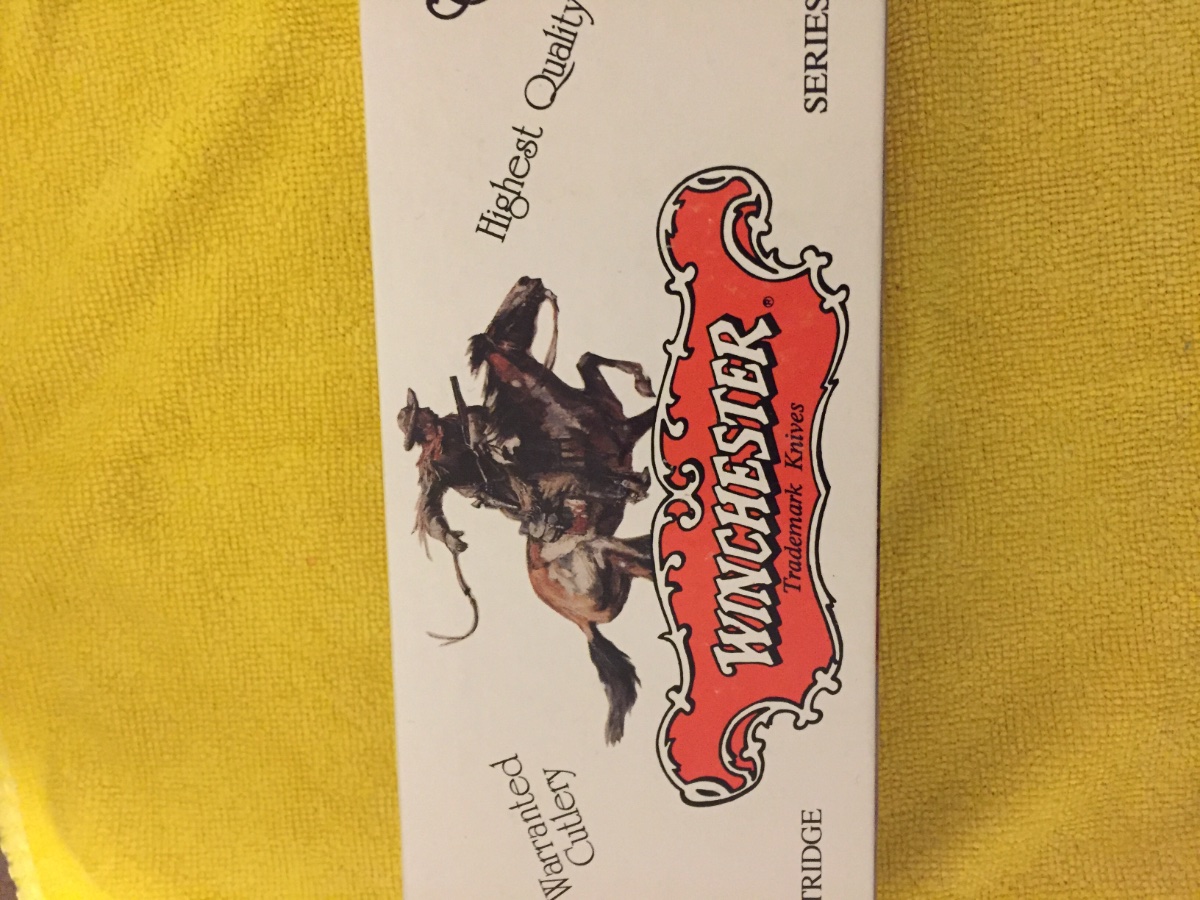 Warranted
Cutlery
Highest Quality
WINCHESTER®
Trademark Knives
TRIDGE
SERIES